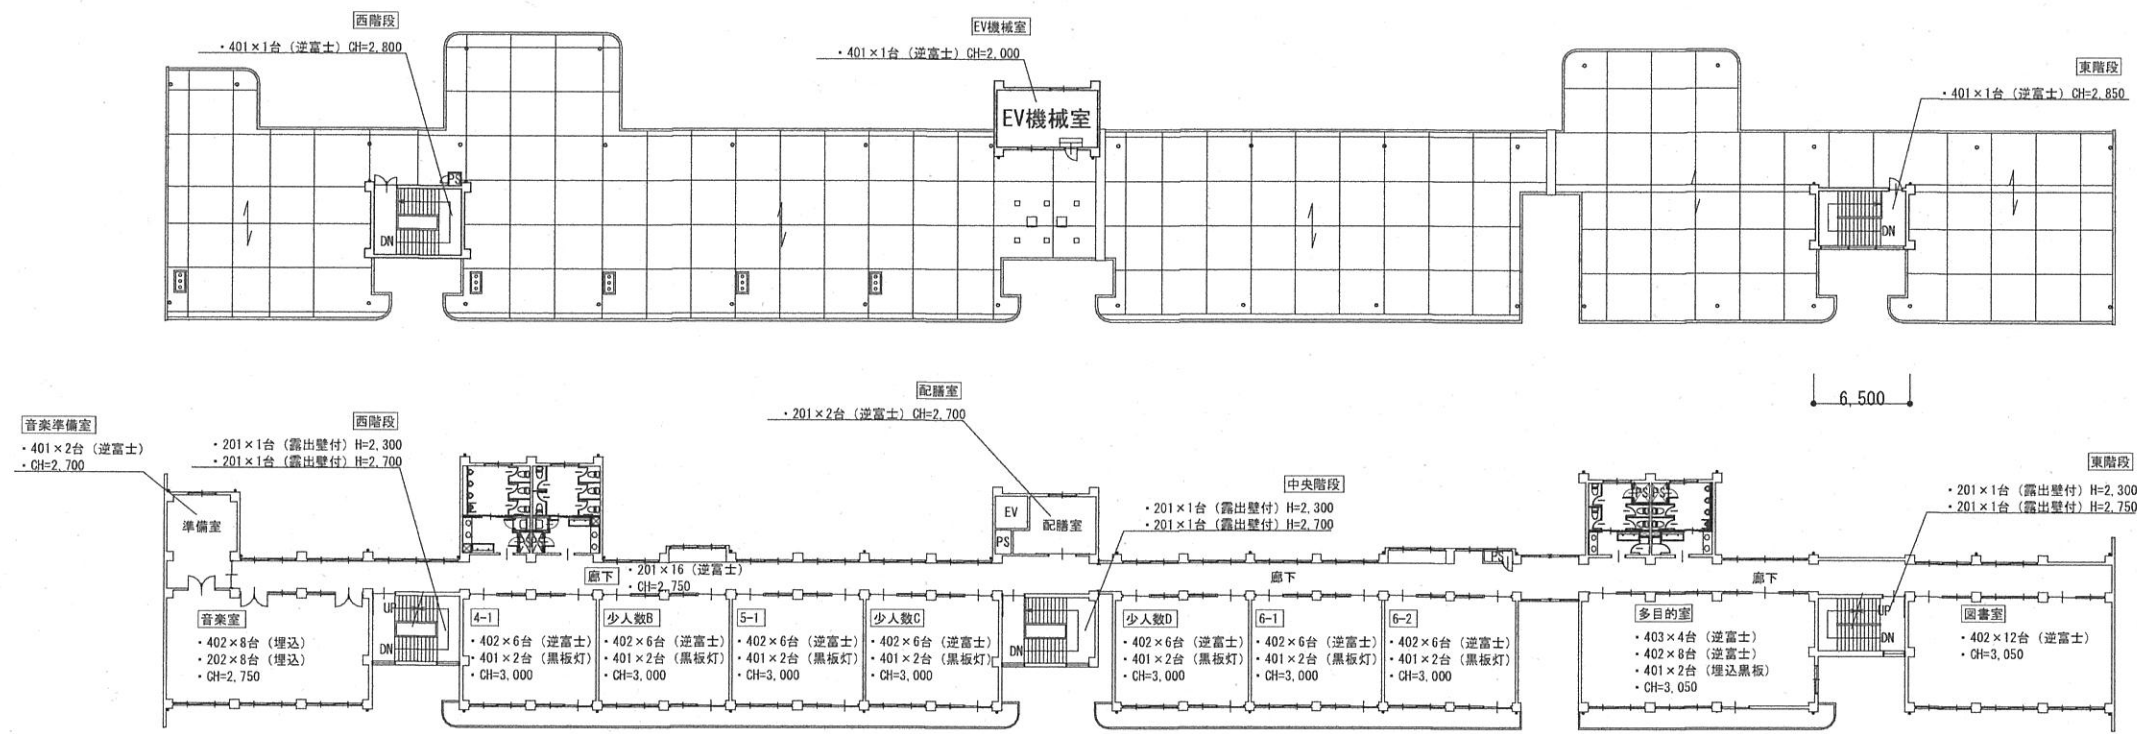 西階段
・401×1台（逆富士）CH=2,800
EV機械室
・401×1台（逆富士）CH=2,000
東階段
・401×1台（逆富士）CH=2,850
EV機械室
PS
DN
DN
6,500
音楽準備室
・401×2台（逆富士）
・CH=2,700
西階段
・201×1台（露出壁付）H=2,300
・201×1台（露出壁付）H=2,700
配膳室
・201×2台（逆富士）CH=2,700
中央階段
・201×1台（露出壁付）H=2,300
・201×1台（露出壁付）H=2,700
東階段
・201×1台（露出壁付）H=2,300
・201×1台（露出壁付）H=2,750
準備室
EV
配膳室
PS
PS
廊下
・201×16（逆富士）
・CH=2,750
廊下
廊下
UP
DN
DN
UP
DN
音楽室
・402×8台（埋込）
・202×8台（埋込）
・CH=2,750
4-1
・402×6台（逆富士）
・401×2台（黒板灯）
・CH=3,000
少人数B
・402×6台（逆富士）
・401×2台（黒板灯）
・CH=3,000
5-1
・402×6台（逆富士）
・401×2台（黒板灯）
・CH=3,000
少人数C
・402×6台（逆富士）
・401×2台（黒板灯）
・CH=3,000
少人数D
・402×6台（逆富士）
・401×2台（黒板灯）
・CH=3,000
6-1
・402×6台（逆富士）
・401×2台（黒板灯）
・CH=3,000
6-2
・402×6台（逆富士）
・401×2台（黒板灯）
・CH=3,000
多目的室
・403×4台（逆富士）
・402×8台（逆富士）
・401×2台（埋込黒板）
・CH=3,050
図書室
・402×12台（逆富士）
・CH=3,050